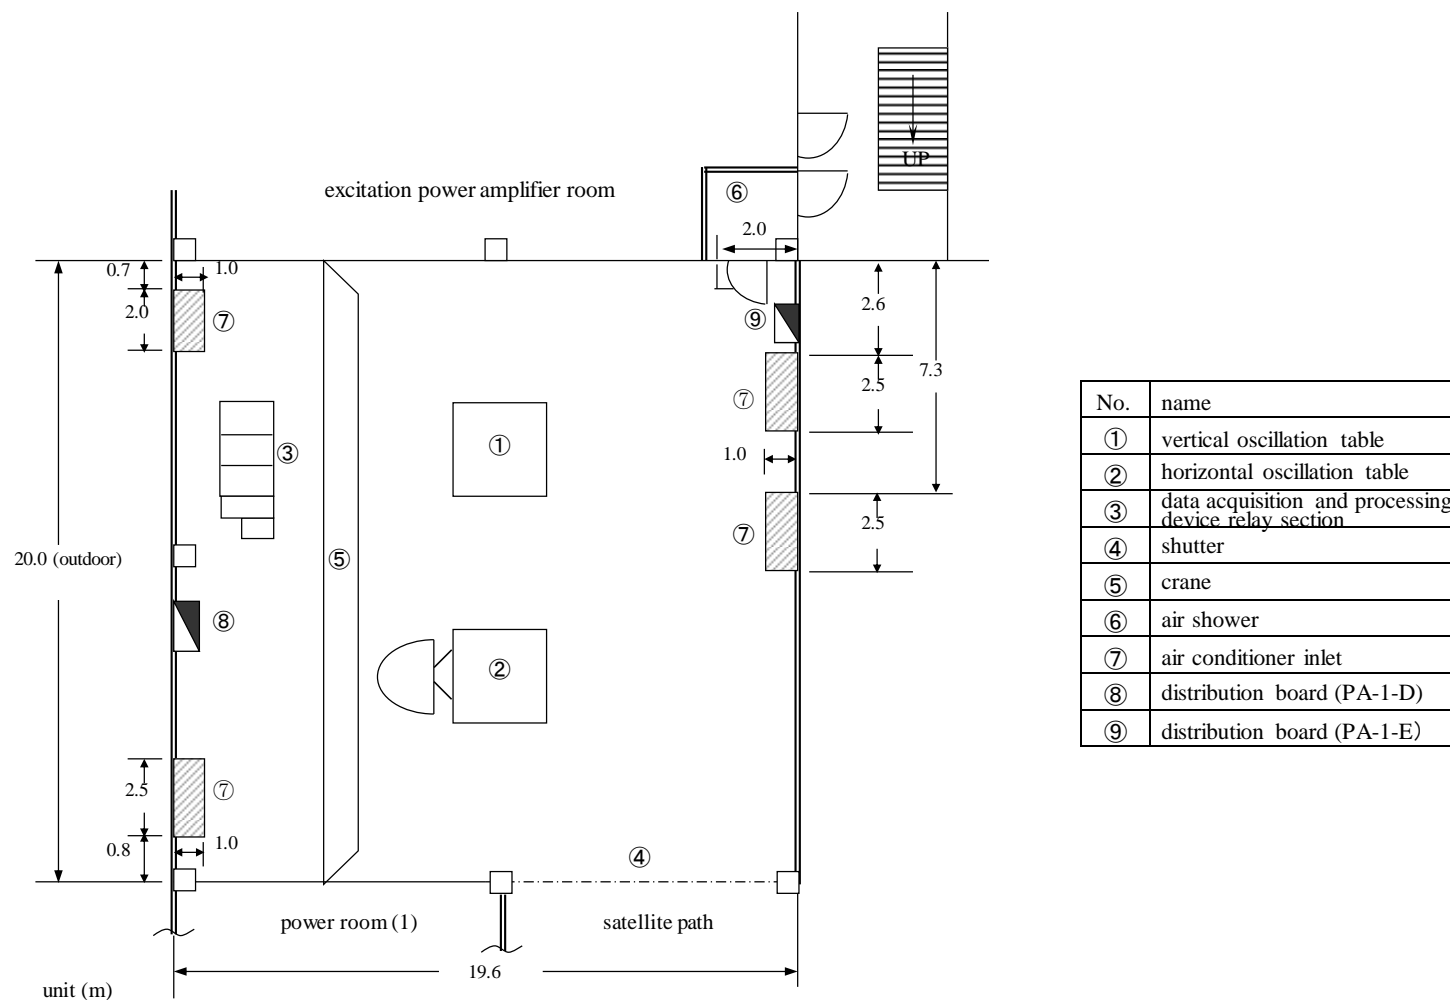 UP
excitation power amplifier room
⑥
2.0
0.7
1.0
2.0
⑦
⑨
2.6
7.3
⑦
2.5
No. name
① vertical oscillation table
② horizontal oscillation table
③ data acquisition and processing
device relay section
④ shutter
⑤ crane
⑥ air shower
⑦ air conditioner inlet
⑧ distribution board (PA-1-D)
⑨ distribution board (PA-1-E)
①
③
1.0
2.5
⑦
20.0 (outdoor)
⑤
⑧
②
2.5
⑦
0.8
1.0
④
power room (1)
satellite path
19.6
unit (m)